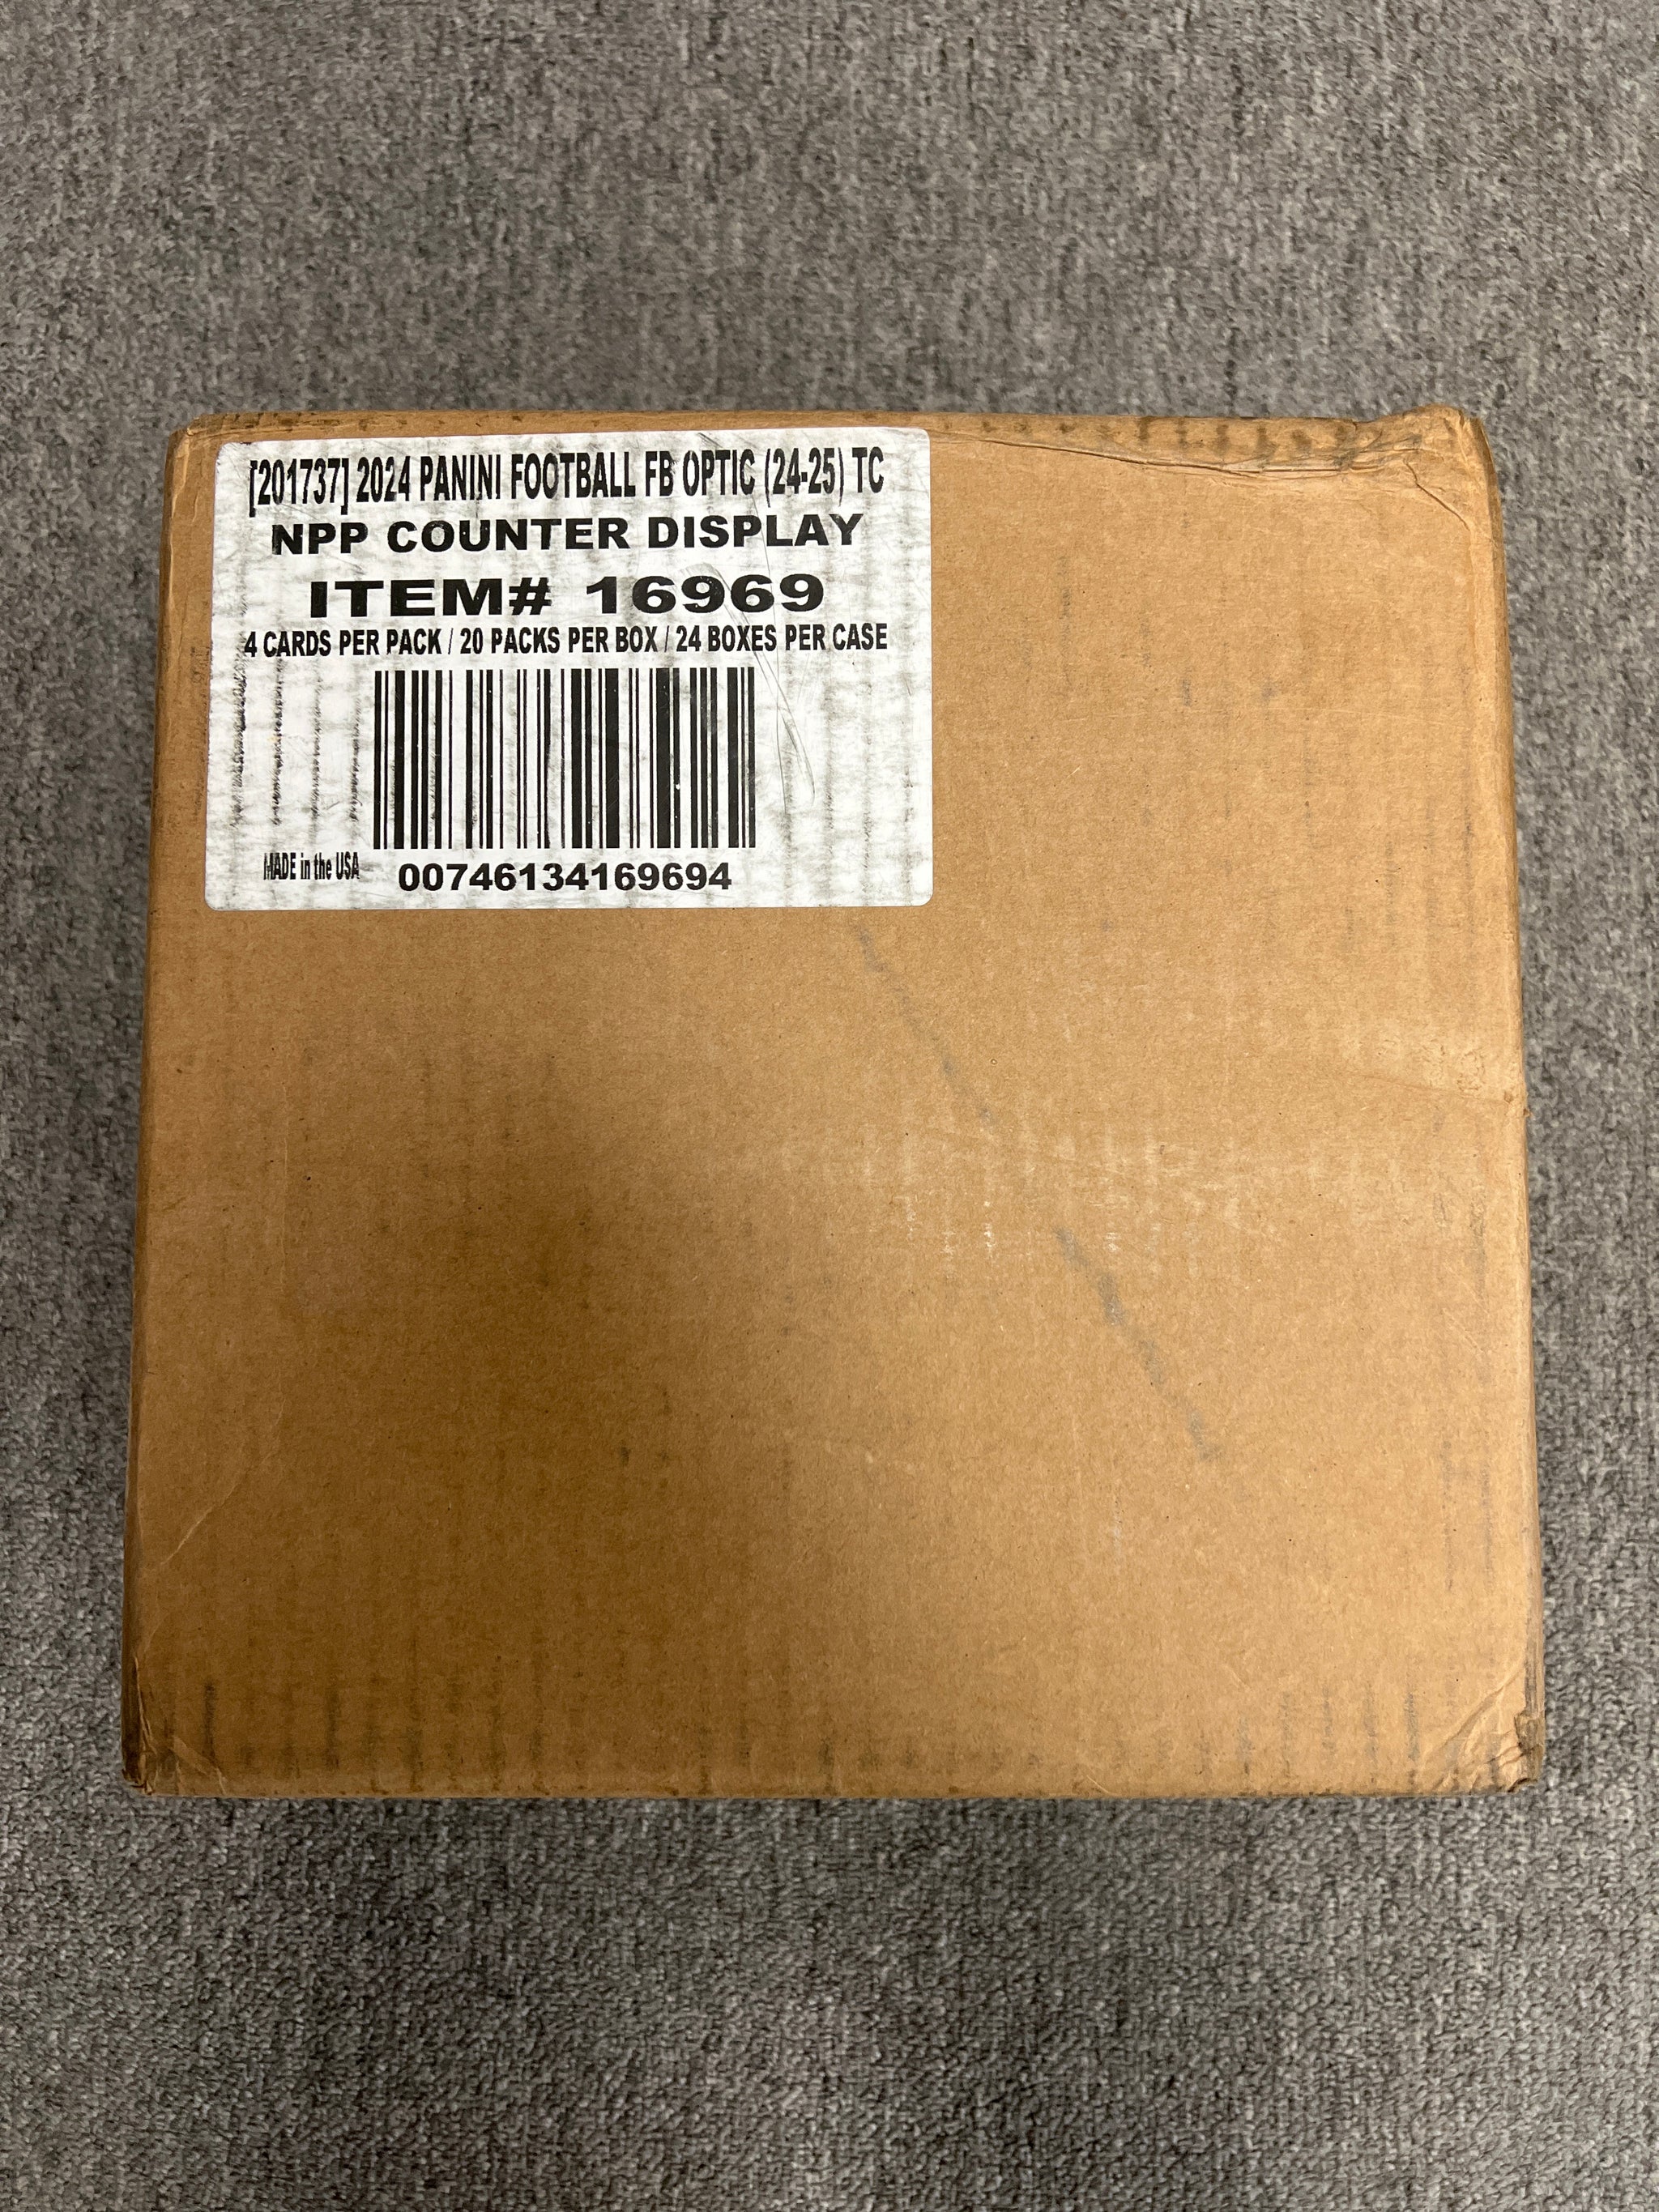 [201737] 2024 PANINI FOOTBALL FB OPTIC (24-25) TC
NPP COUNTER DISPLAY
ITEM# 16969
4 CARDS PER PACK / 20 PACKS PER BOX / 24 BOXES PER CASE
MADE in the USA
00746134169694